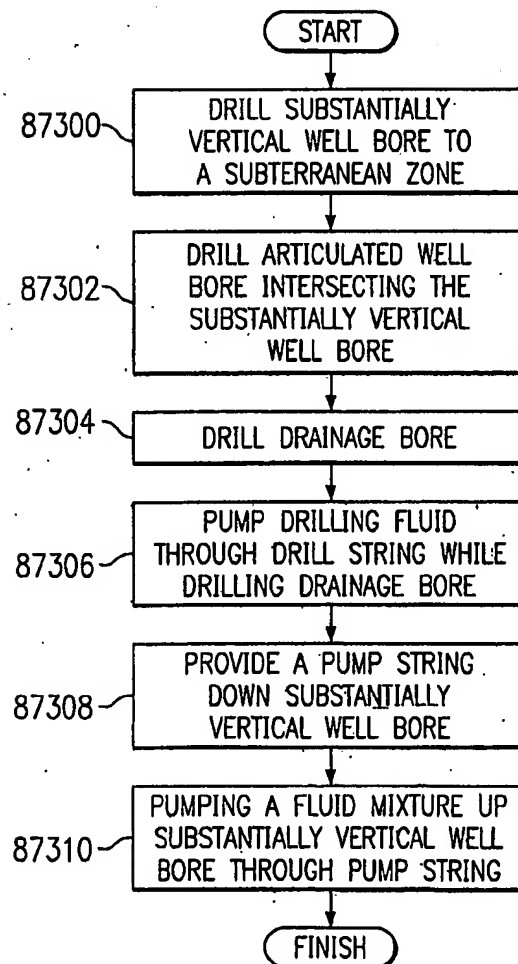 START
87300
DRILL SUBSTANTIALLY
VERTICAL WELL BORE TO
A SUBTERRANEAN ZONE
87302
DRILL ARTICULATED WELL
BORE INTERSECTING THE
SUBSTANTIALLY VERTICAL
WELL BORE
87304
DRILL DRAINAGE BORE
87306
PUMP DRILLING FLUID
THROUGH DRILL STRING WHILE
DRILLING DRAINAGE BORE
87308
PROVIDE A PUMP STRING
DOWN SUBSTANTIALLY
VERTICAL WELL BORE
87310
PUMPING A FLUID MIXTURE UP
SUBSTANTIALLY VERTICAL WELL
BORE THROUGH PUMP STRING
FINISH